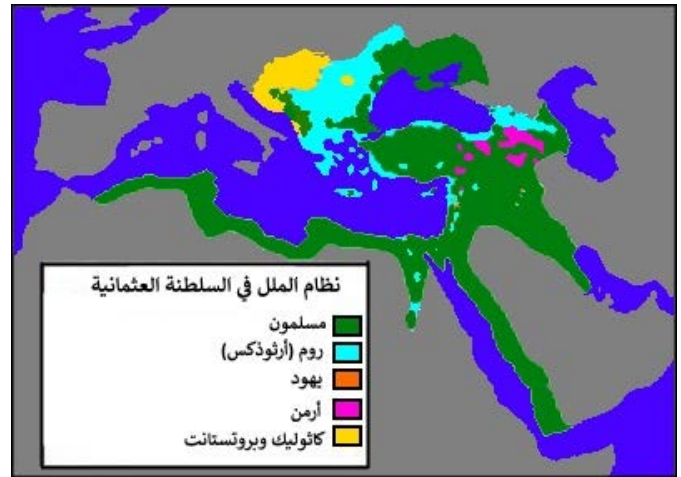 نظام الملل في السلطنة العثمانية
مسلمون
روم (أرثوذكس)
يهود
أرمن
كاثوليك وبروتستانت